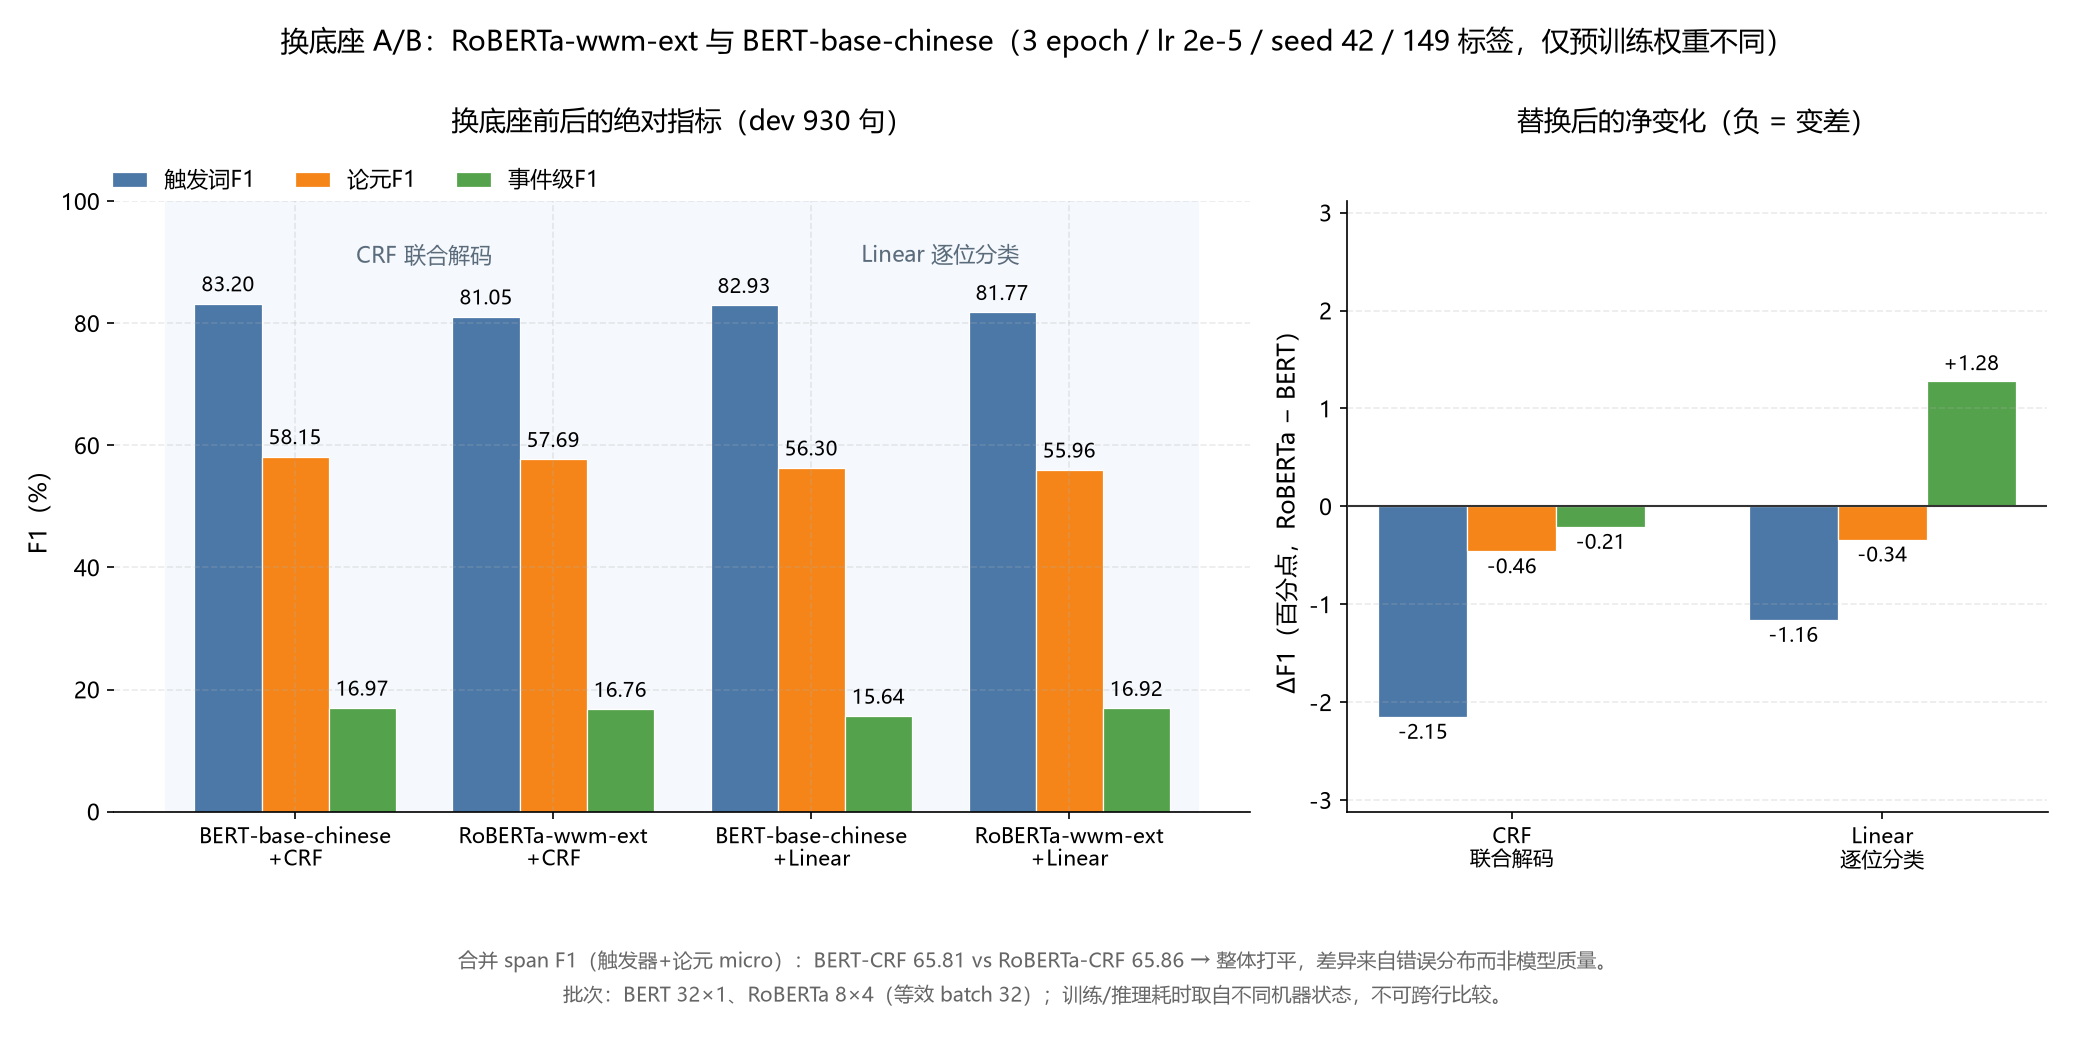 换底座 A/B：RoBERTa-wwm-ext 与 BERT-base-chinese（3 epoch / lr 2e-5 / seed 42 / 149 标签，仅预训练权重不同）
换底座前后的绝对指标（dev 930 句）
触发词F1 论元F1 事件级F1
CRF 联合解码
Linear 逐位分类
F1（%）
100
80
60
40
20
0
83.20
58.15
16.97
81.05
57.69
16.76
82.93
56.30
15.64
81.77
55.96
16.92
BERT-base-chinese
+CRF
RoBERTa-wwm-ext
+CRF
BERT-base-chinese
+Linear
RoBERTa-wwm-ext
+Linear
替换后的净变化（负 = 变差）
ΔF1（百分点，RoBERTa − BERT）
3
2
1
0
-1
-2
-3
-2.15
-0.46
-0.21
-1.16
-0.34
+1.28
CRF
联合解码
Linear
逐位分类
合并 span F1（触发器+论元 micro）：BERT-CRF 65.81 vs RoBERTa-CRF 65.86 → 整体打平，差异来自错误分布而非模型质量。
批次：BERT 32×1、RoBERTa 8×4（等效 batch 32）；训练/推理耗时取自不同机器状态，不可跨行比较。